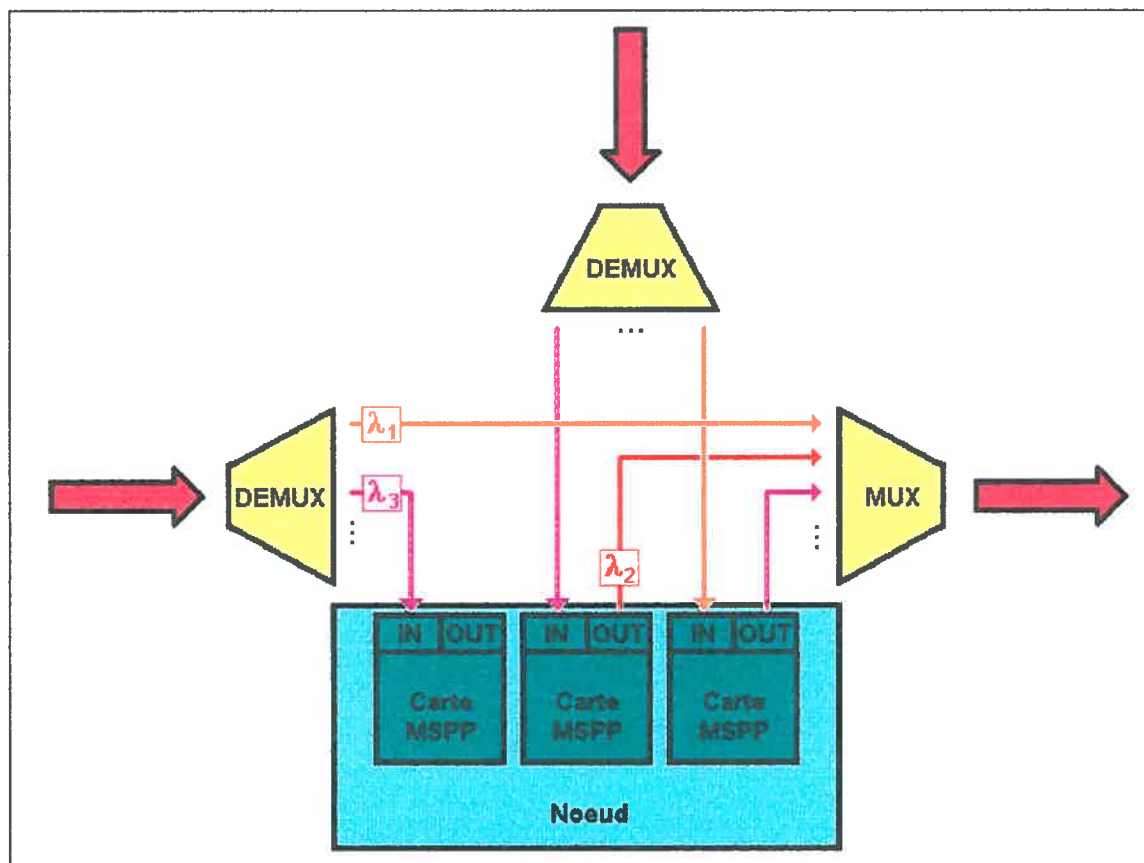 DEMUX
...
λ1
λ3
DEMUX
...
MUX
...
λ2
IN OUT IN OUT IN OUT
Carte Carte Carte
MSPP MSPP MSPP
Noeud